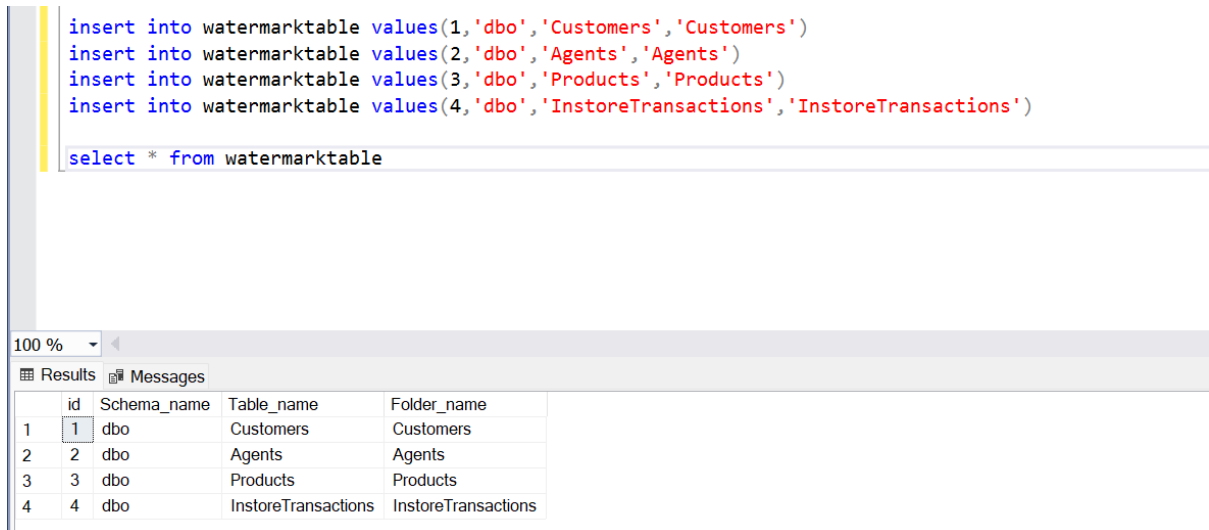 insert into watermarktable values(1,'dbo','Customers','Customers')
insert into watermarktable values(2,'dbo','Agents','Agents')
insert into watermarktable values(3,'dbo','Products','Products')
insert into watermarktable values(4,'dbo','InstoreTransactions','InstoreTransactions')
select * from watermarktable
100 %
Results Messages
id Schema_name Table_name Folder_name
1 1 dbo Customers Customers
2 2 dbo Agents Agents
3 3 dbo Products Products
4 4 dbo InstoreTransactions InstoreTransactions